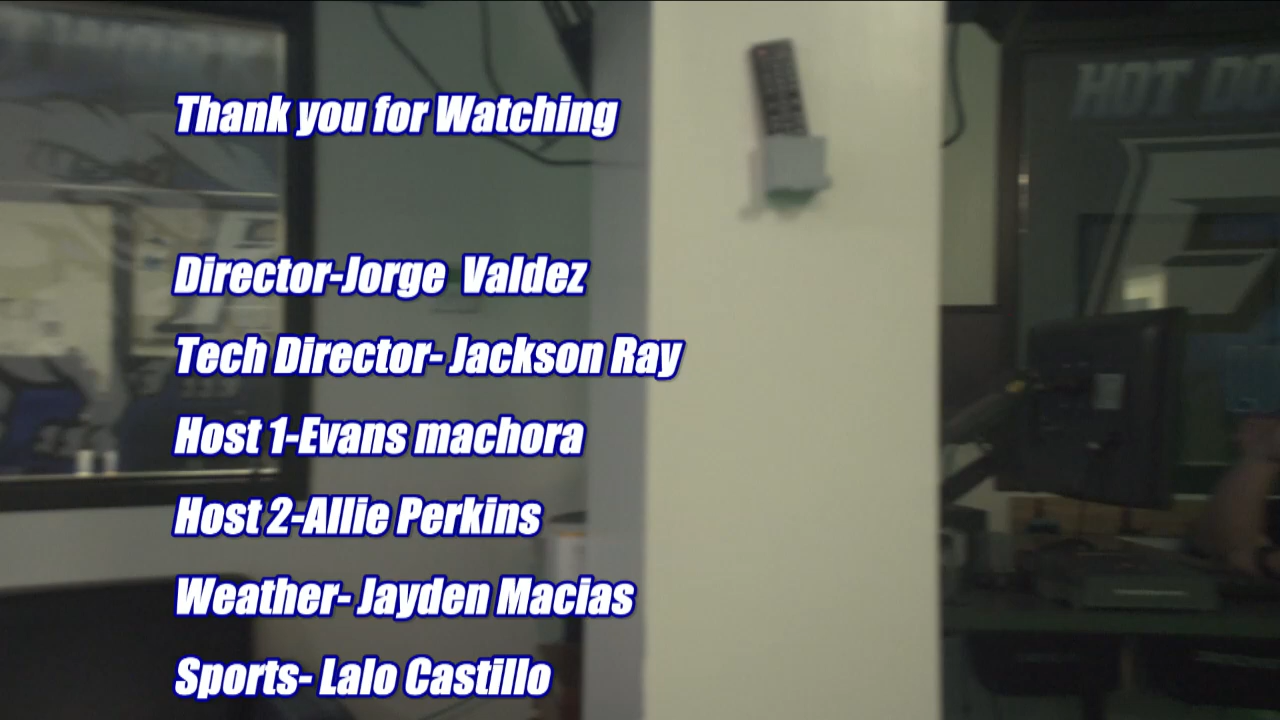 Thank you for Watching
Director-Jorge Valdez
Tech Director- Jackson Ray
Host 1-Evans machora
Host 2-Allie Perkins
Weather- Jayden Macias
Sports- Lalo Castillo
HOT